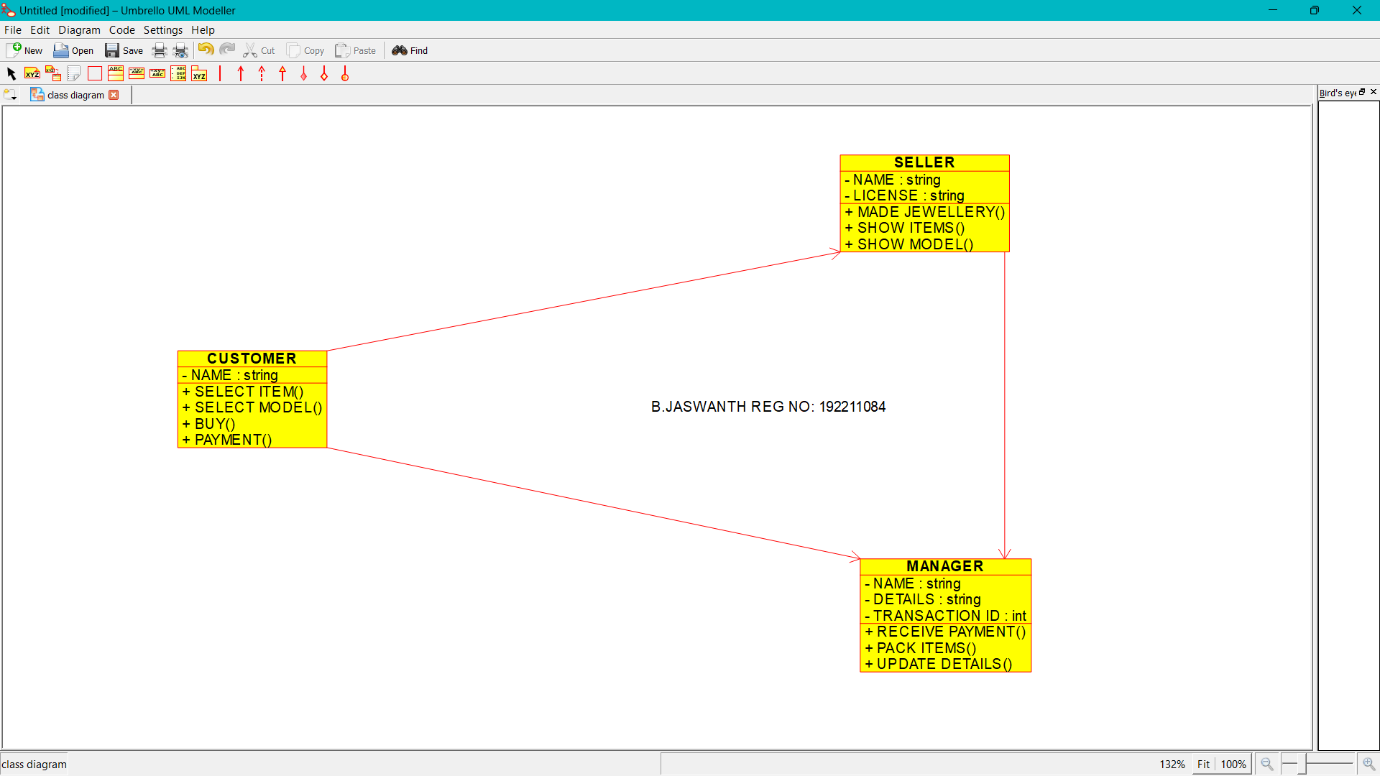 Untitled [modified] – Umbrello UML Modeller
File Edit Diagram Code Settings Help
New Open Save Cut Copy Paste Find
class diagram
Bird's eye
SELLER
- NAME : string
- LICENSE : string
+ MADE JEWELLERY()
+ SHOW ITEMS()
+ SHOW MODEL()
CUSTOMER
- NAME : string
+ SELECT ITEM()
+ SELECT MODEL()
+ BUY()
+ PAYMENT()
B.JASWANTH REG NO: 192211084
MANAGER
- NAME : string
- DETAILS : string
- TRANSACTION ID : int
+ RECEIVE PAYMENT()
+ PACK ITEMS()
+ UPDATE DETAILS()
class diagram 132% Fit 100%